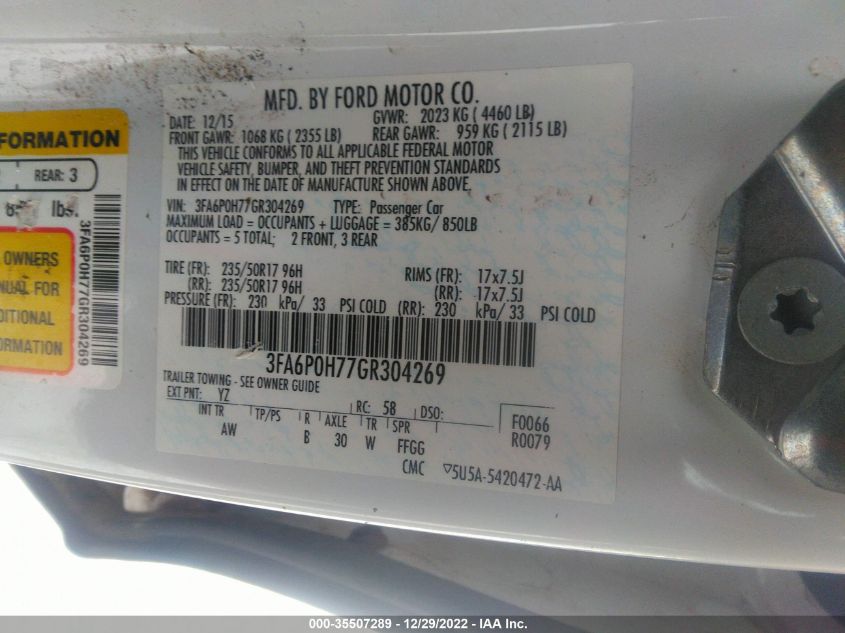 MFD. BY FORD MOTOR CO.
DATE: 12/15 GVWR: 2023 KG ( 4460 LB)
FRONT GAWR: 1068 KG ( 2355 LB) REAR GAWR: 959 KG ( 2115 LB)
THIS VEHICLE CONFORMS TO ALL APPLICABLE FEDERAL MOTOR
VEHICLE SAFETY, BUMPER, AND THEFT PREVENTION STANDARDS
IN EFFECT ON THE DATE OF MANUFACTURE SHOWN ABOVE.
VIN: 3FA6P0H77GR304269 TYPE: Passenger Car
MAXIMUM LOAD = OCCUPANTS + LUGGAGE = 385KG/ 850LB
OCCUPANTS = 5 TOTAL; 2 FRONT, 3 REAR
TIRE (FR): 235/50R17 96H RIMS (FR): 17x7.5J
(RR): 235/50R17 96H (RR): 17x7.5J
PRESSURE (FR): 230 kPa/ 33 PSI COLD (RR): 230 kPa/ 33 PSI COLD
3FA6P0H77GR304269
TRAILER TOWING - SEE OWNER GUIDE
EXT PNT: YZ RC: 58 DSO:
INT TR TP/PS R AXLE TR SPR F0066
AW B 30 W FFGG R0079
CMC ▽5U5A-5420472-AA
FORMATION
REAR: 3
lbs.
OWNERS
NUAL FOR
DITIONAL
ORMATION
3FA6P0H77GR304269
000-35507289 - 12/29/2022 - IAAI.COM